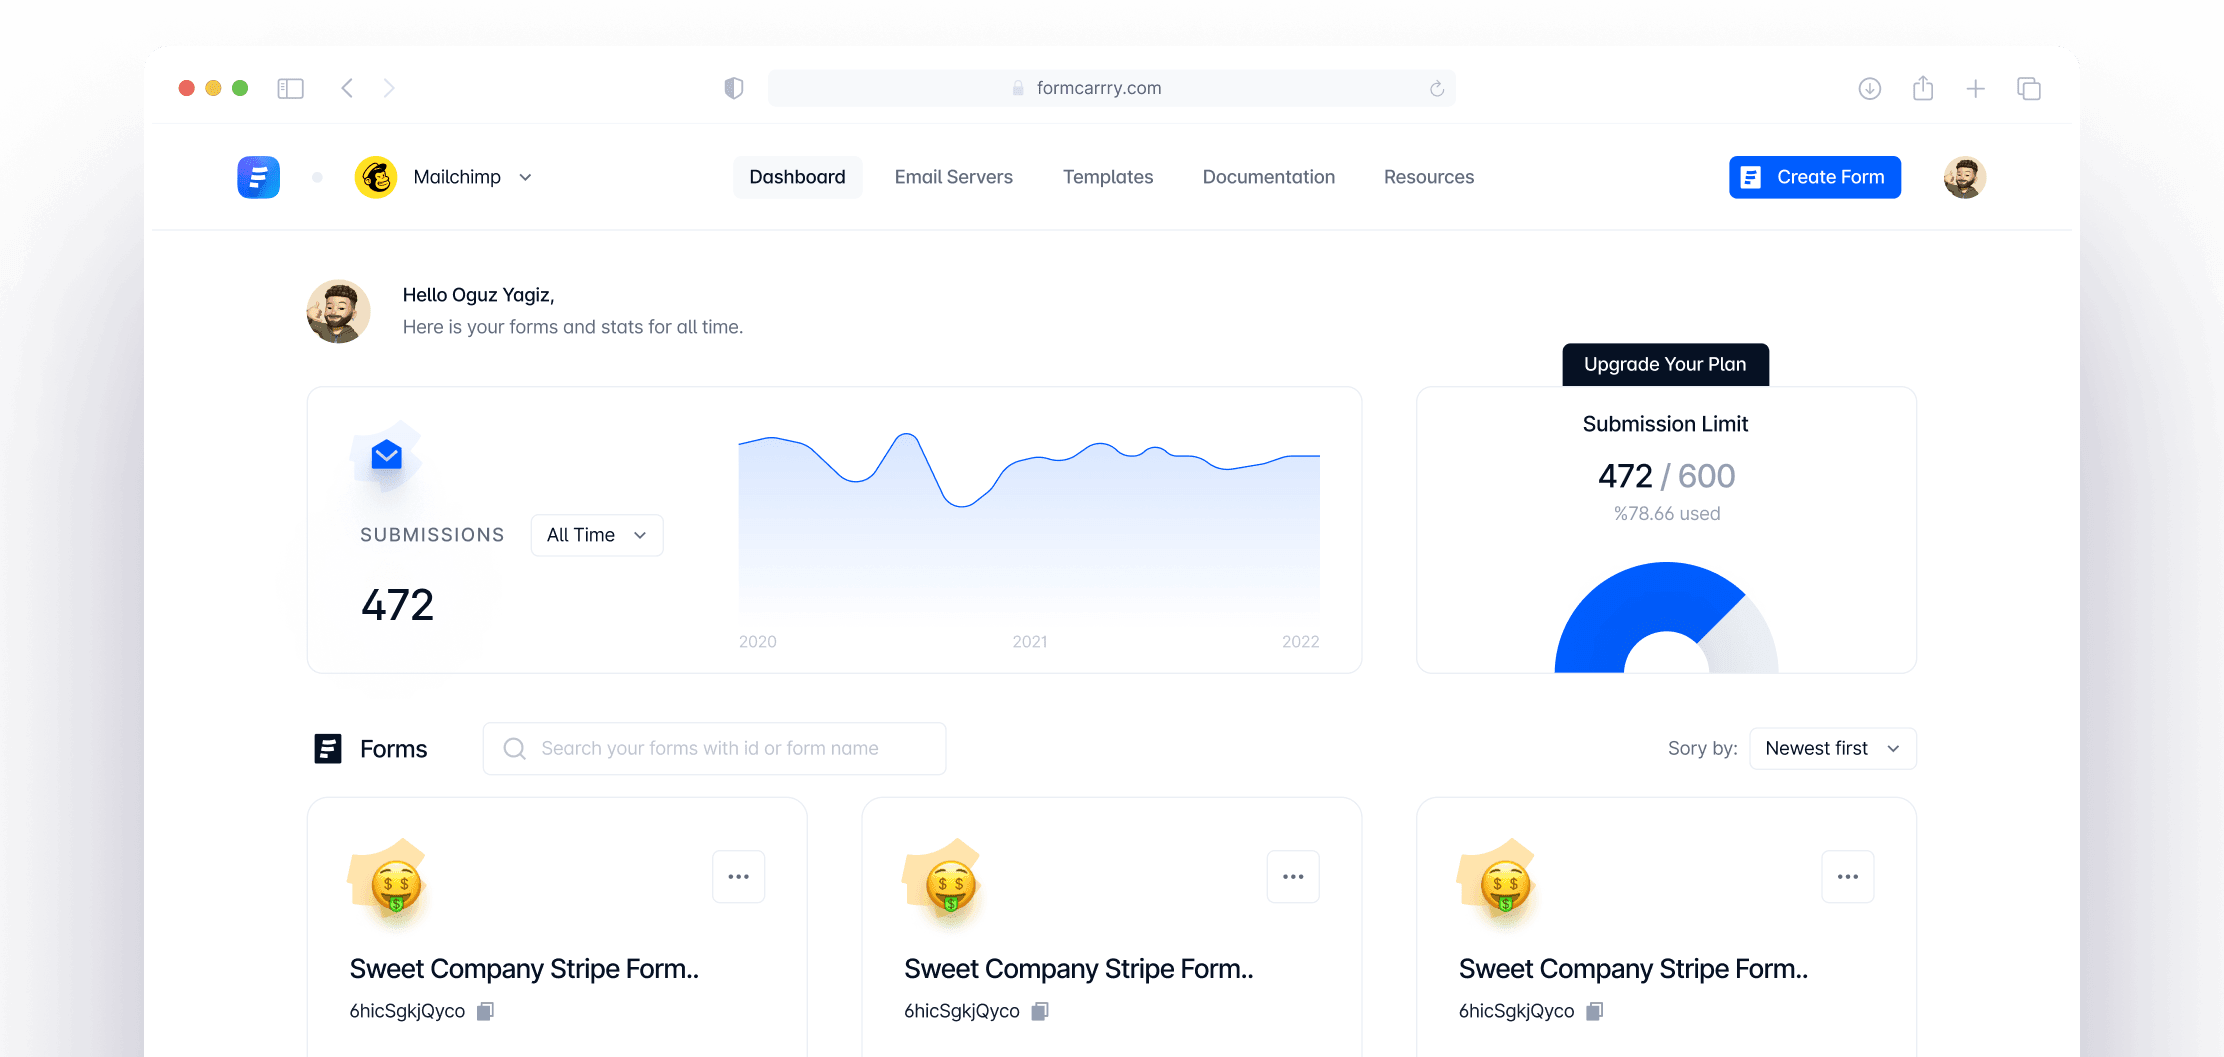 formcarrry.com
Mailchimp
Dashboard
Email Servers
Templates
Documentation
Resources
Create Form
Hello Oguz Yagiz,
Here is your forms and stats for all time.
Upgrade Your Plan
SUBMISSIONS
All Time
472
2020
2021
2022
Submission Limit
472 / 600
%78.66 used
Forms
Search your forms with id or form name
Sory by:
Newest first
Sweet Company Stripe Form..
6hicSgkjQyco
Sweet Company Stripe Form..
6hicSgkjQyco
Sweet Company Stripe Form..
6hicSgkjQyco